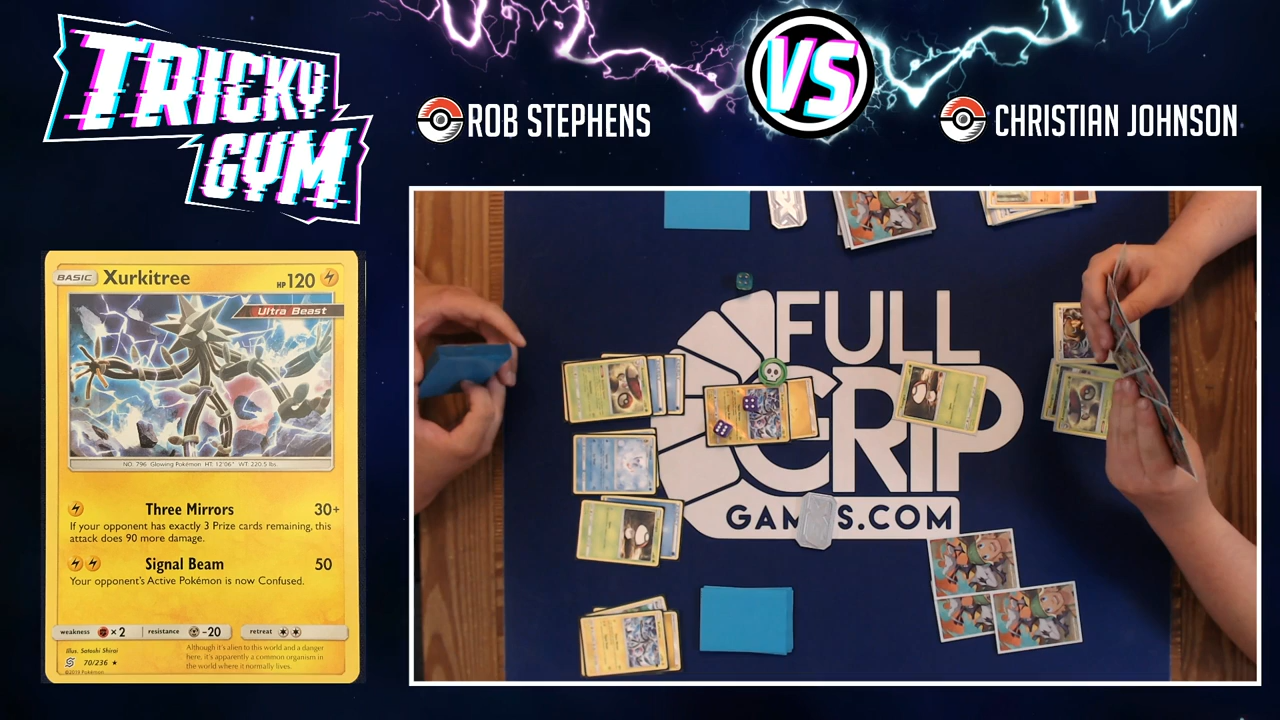 TRICKY
GYM
VS
ROB STEPHENS
CHRISTIAN JOHNSON
BASIC Xurkitree HP 120
Ultra Beast
NO. 796 Glowing Pokémon HT: 12'06" WT: 220.5 lbs.
Three Mirrors 30+
If your opponent has exactly 3 Prize cards remaining, this
attack does 90 more damage.
Signal Beam 50
Your opponent's Active Pokémon is now Confused.
weakness ×2 resistance -20 retreat
Although it's alien to this world and a danger
here, it's apparently a common organism in
the world where it normally lives.
Illus. Satoshi Shirai
70/236
©2019 Pokémon
FULL
GRIP
GAMES.COM